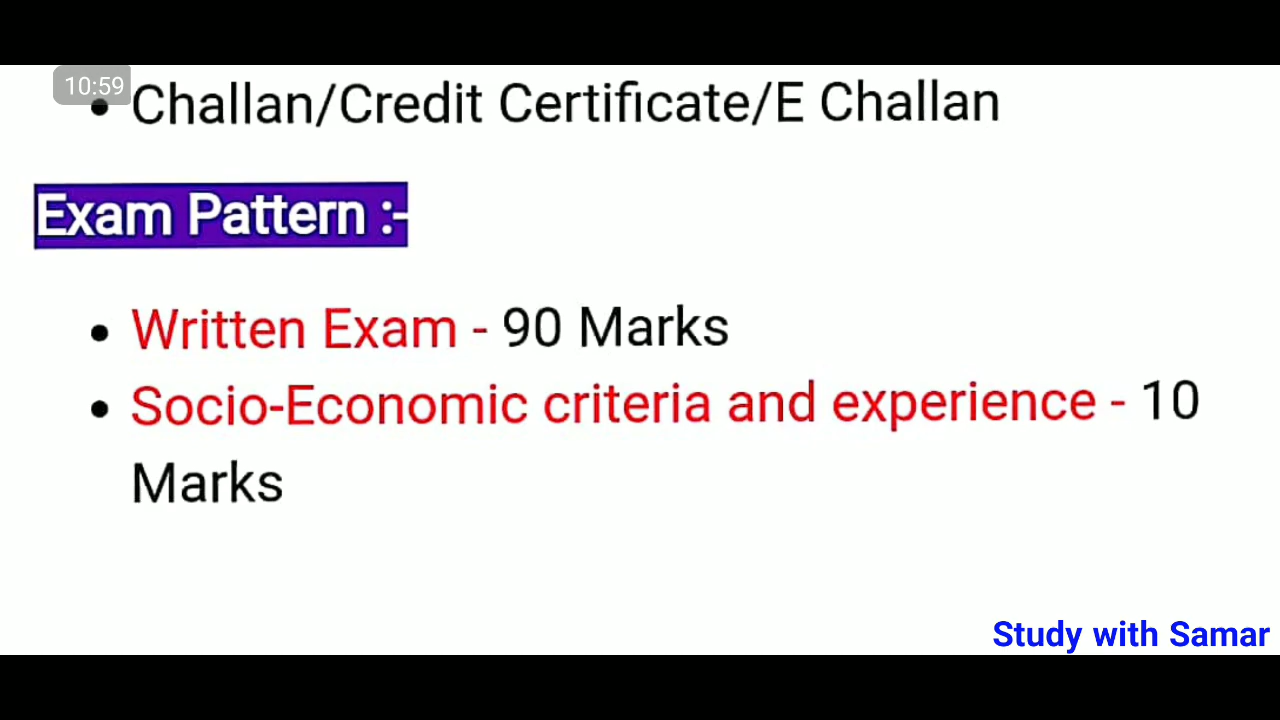 10:59
• Challan/Credit Certificate/E Challan
Exam Pattern :-
• Written Exam - 90 Marks
• Socio-Economic criteria and experience - 10
Marks
Study with Samar